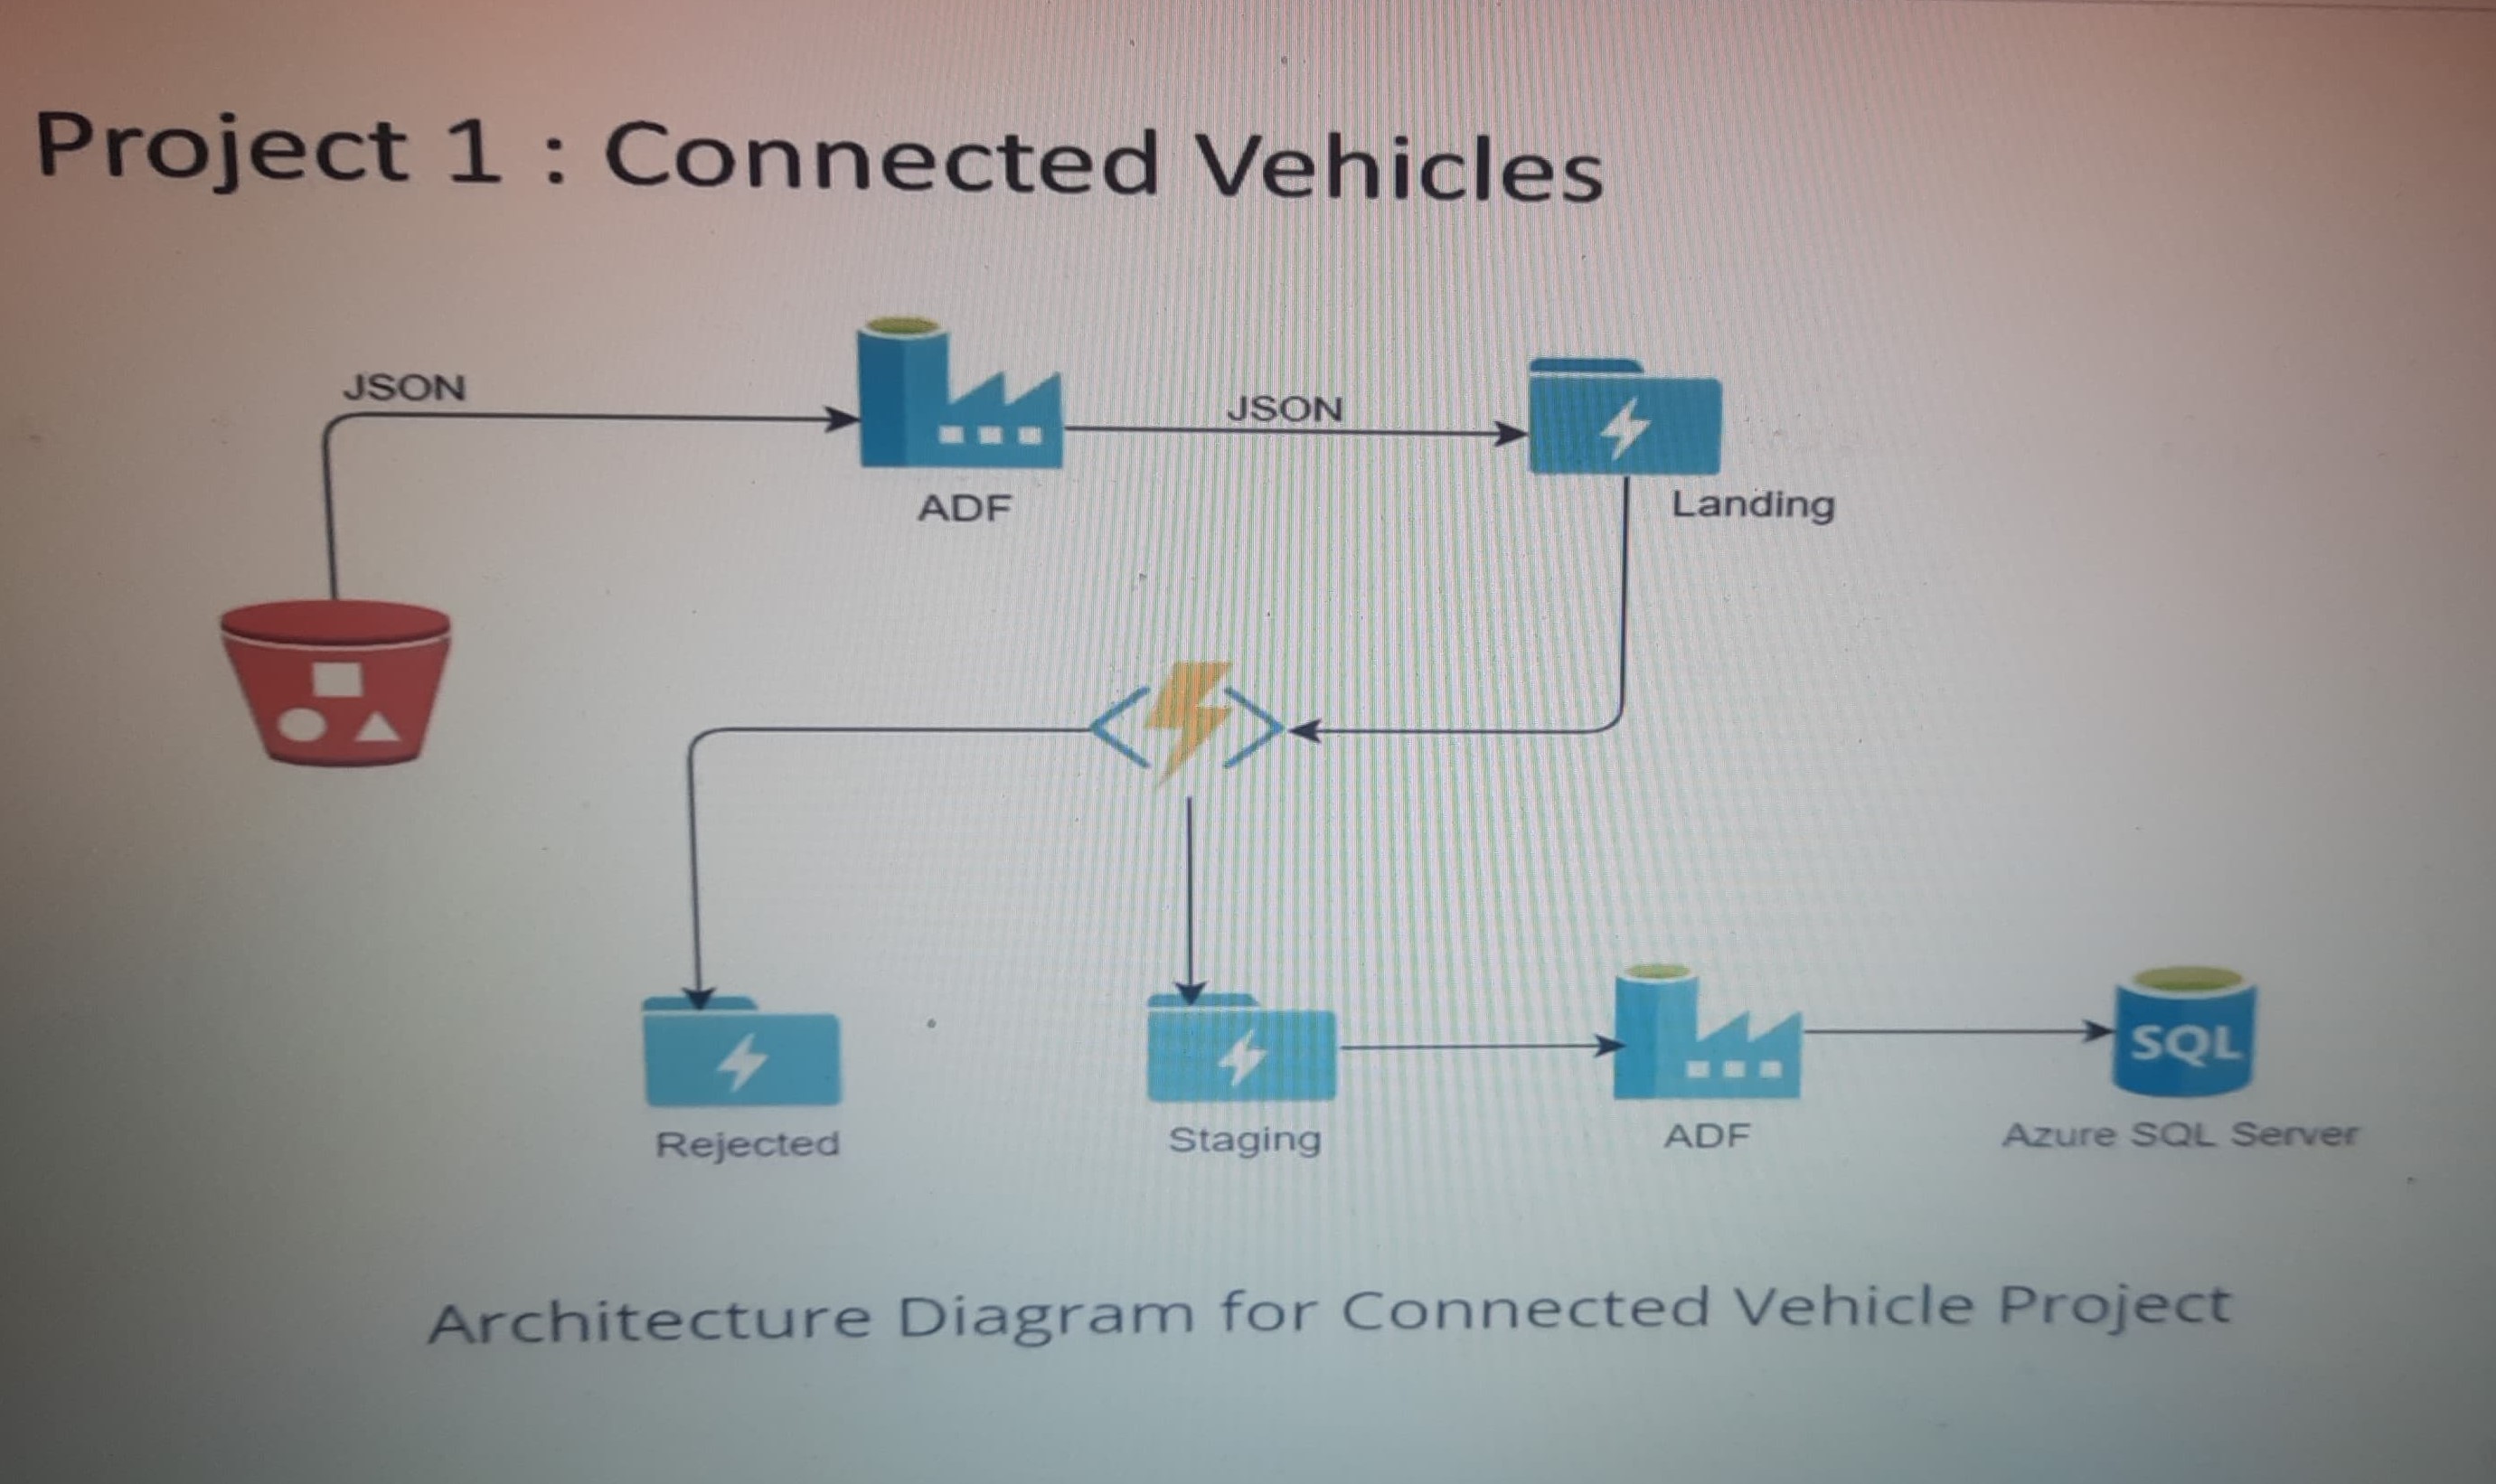 Project 1 : Connected Vehicles
JSON
JSON
ADF
Landing
SQL
Rejected
Staging
ADF
Azure SQL Server
Architecture Diagram for Connected Vehicle Project